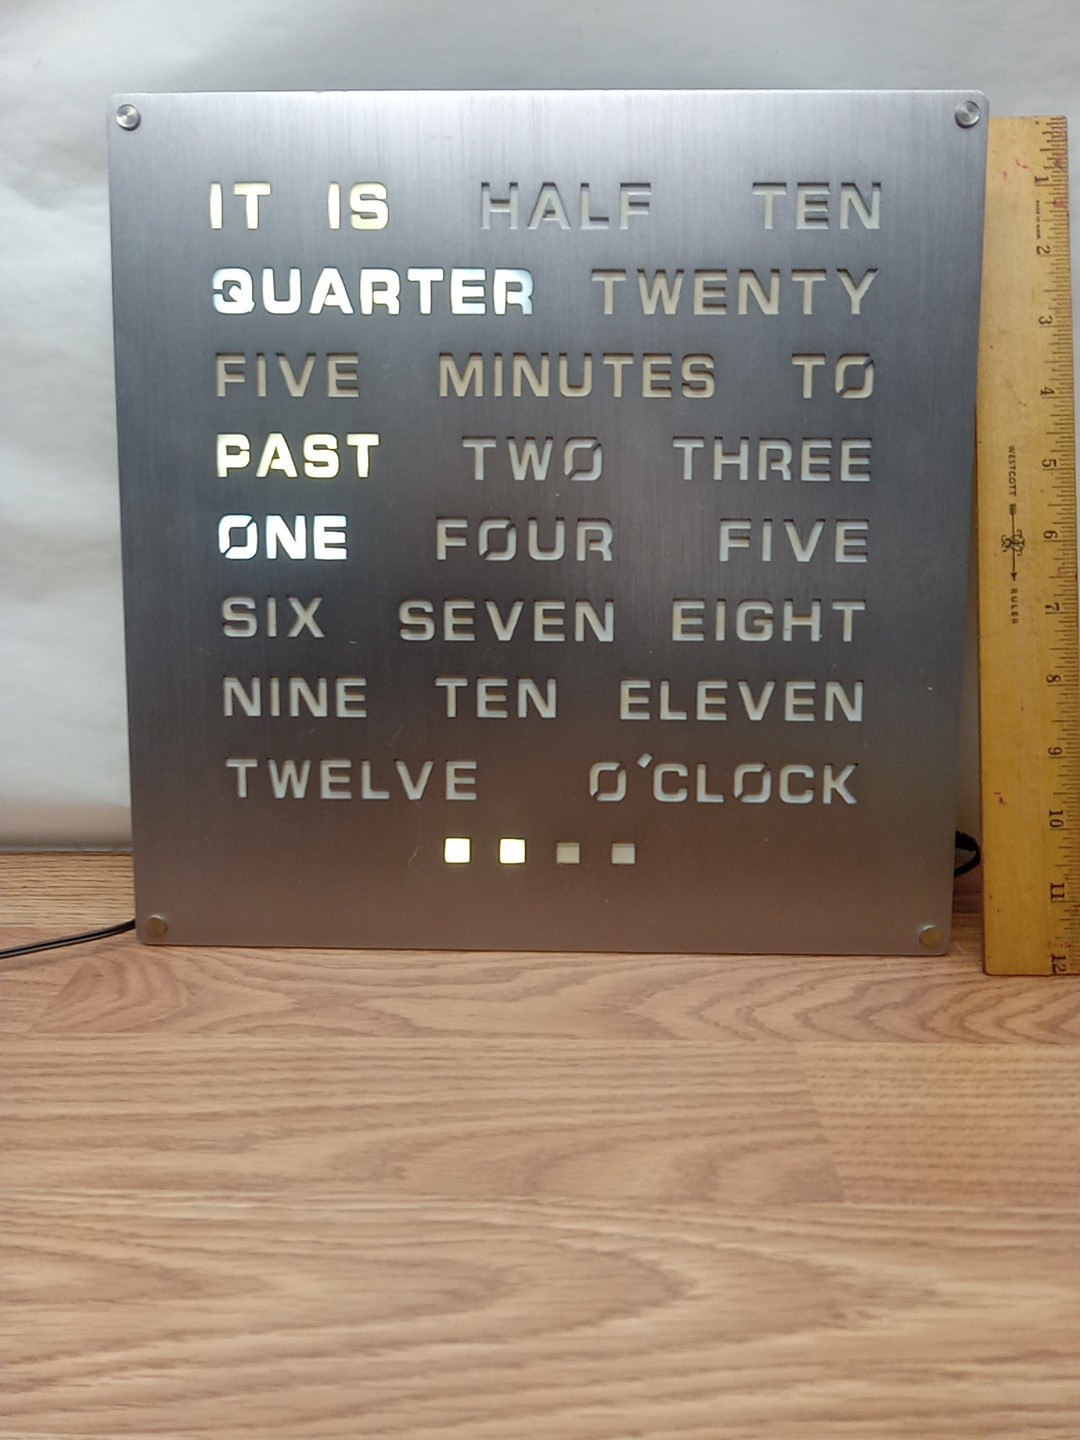 IT IS HALF TEN
QUARTER TWENTY
FIVE MINUTES TO
PAST TWO THREE
ONE FOUR FIVE
SIX SEVEN EIGHT
NINE TEN ELEVEN
TWELVE O'CLOCK
1
2
3
4
5
6
7
8
9
10
11
12
WESTCOTT RULER